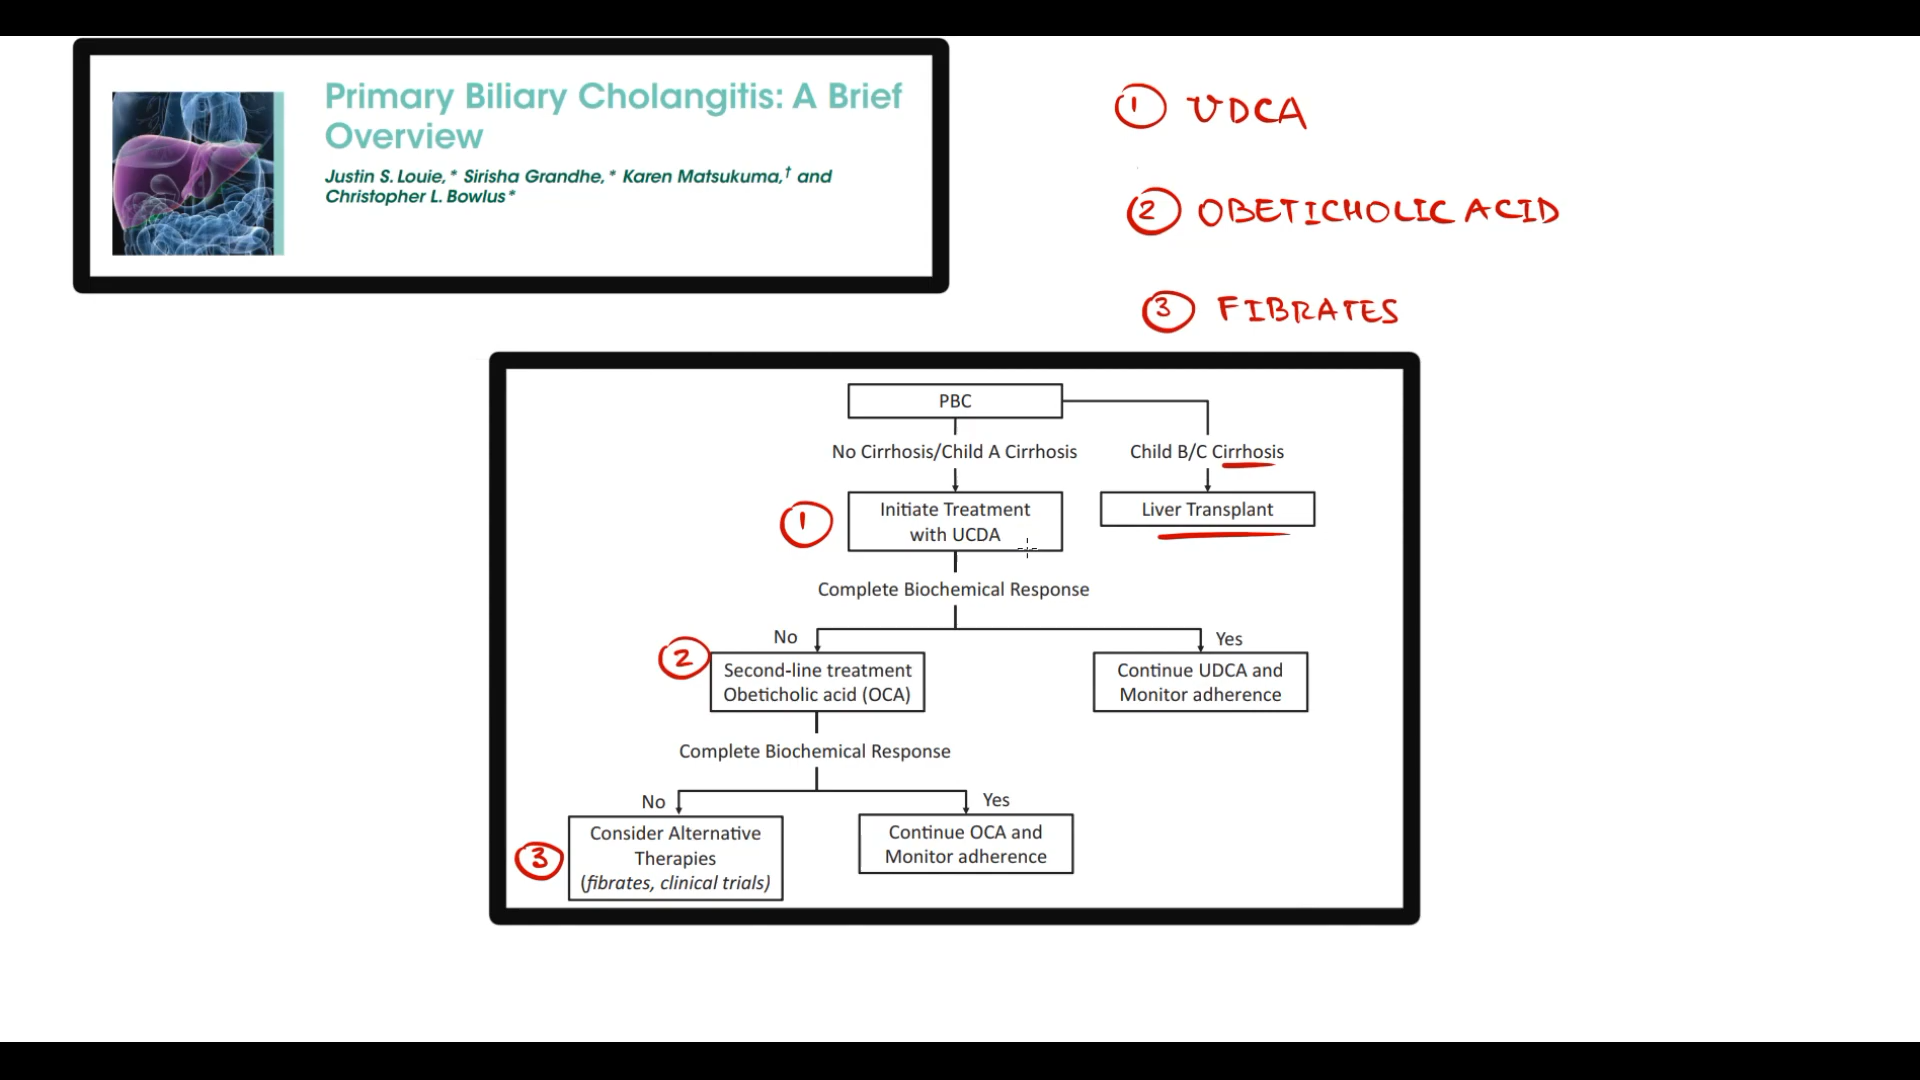 Primary Biliary Cholangitis: A Brief
Overview
Justin S. Louie,* Sirisha Grandhe,* Karen Matsukuma,† and
Christopher L. Bowlus*
1 UDCA
2 OBETICHOLIC ACID
3 FIBRATES
PBC
No Cirrhosis/Child A Cirrhosis
Child B/C Cirrhosis
1
Initiate Treatment
with UCDA
Liver Transplant
Complete Biochemical Response
No
Yes
2
Second-line treatment
Obeticholic acid (OCA)
Continue UDCA and
Monitor adherence
Complete Biochemical Response
No
Yes
3
Consider Alternative
Therapies
(fibrates, clinical trials)
Continue OCA and
Monitor adherence